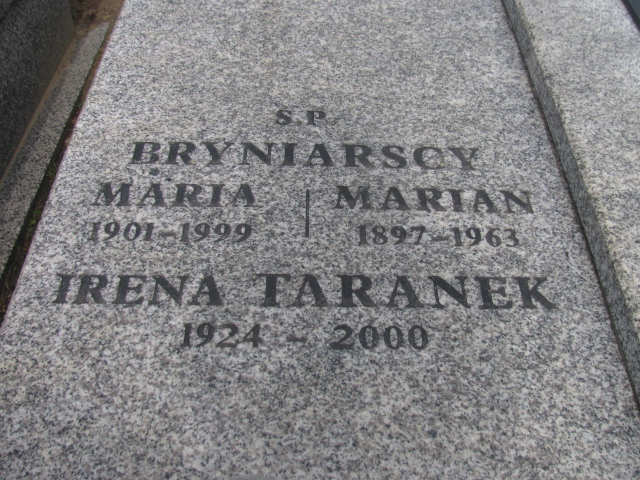 S.P.
BRYNIARSCY
MARIA | MARIAN
1901-1999 1897-1963
IRENA TARANEK
1924 - 2000